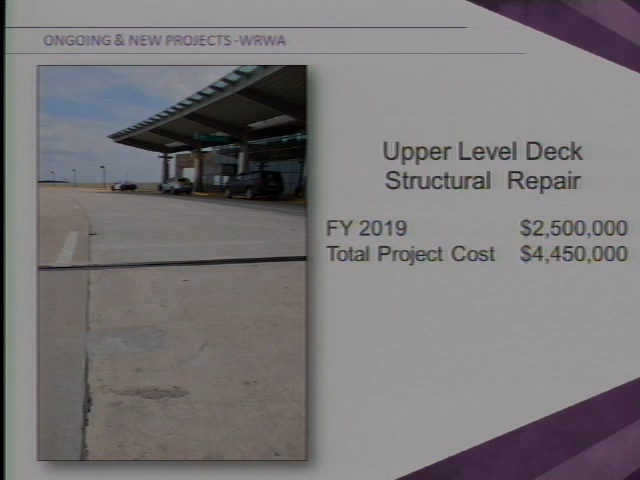 ONGOING & NEW PROJECTS - WRWA
Upper Level Deck
Structural Repair
FY 2019 $2,500,000
Total Project Cost $4,450,000